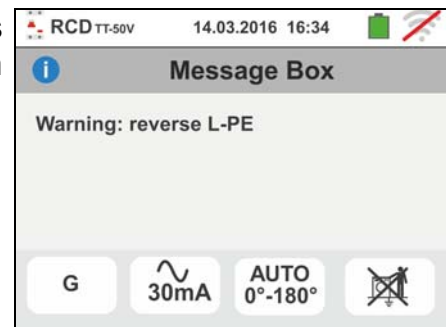 s
n
RCD TT-50V 14.03.2016 16:34
i Message Box
Warning: reverse L-PE
G 30mA AUTO 0°-180°